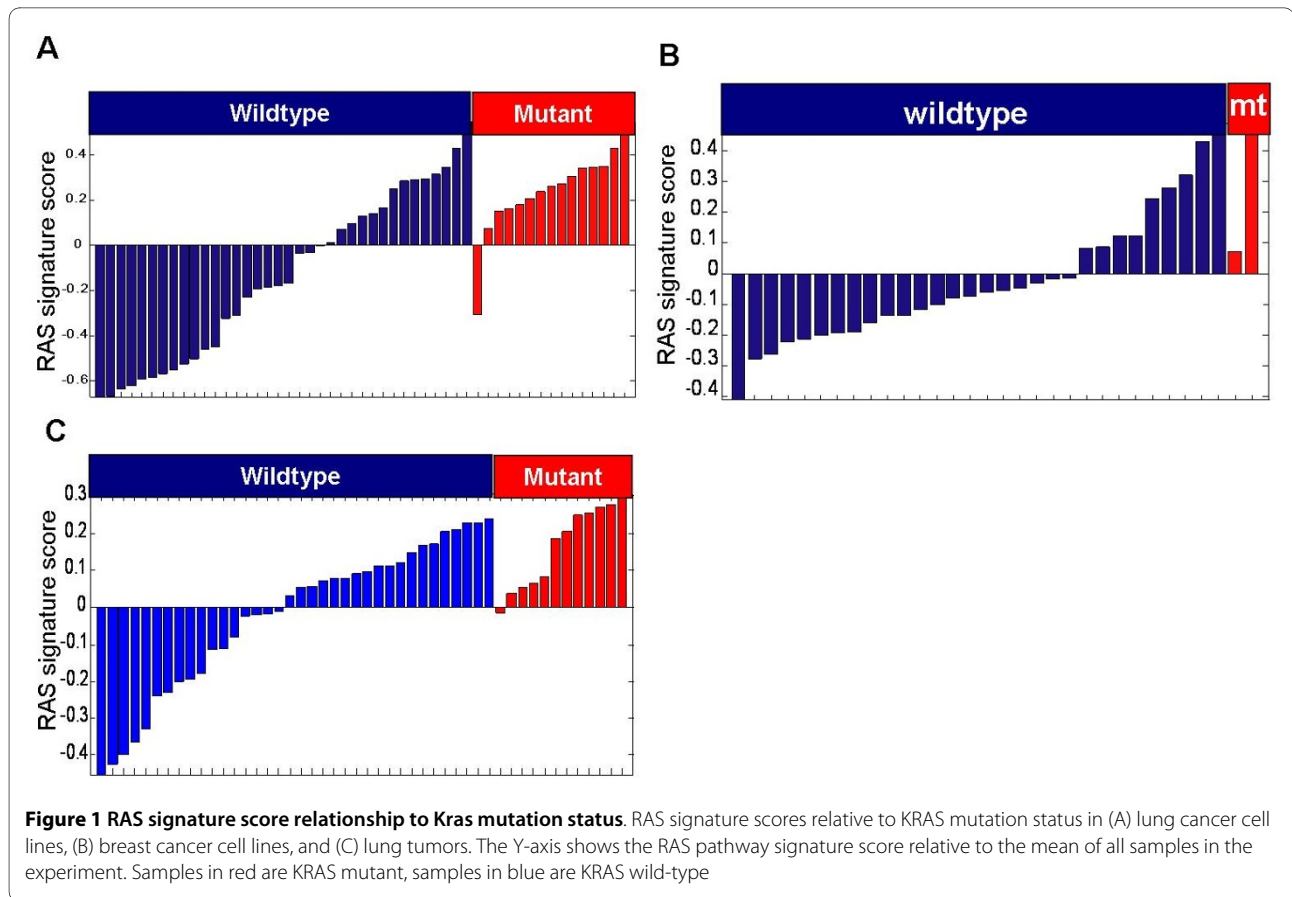 A
Wildtype
Mutant
RAS signature score
0.4
0.2
0
-0.2
-0.4
-0.6
B
wildtype
mt
RAS signature score
0.4
0.3
0.2
0.1
0
-0.1
-0.2
-0.3
-0.4
C
Wildtype
Mutant
RAS signature score
0.3
0.2
0.1
0
-0.1
-0.2
-0.3
-0.4
Figure 1 RAS signature score relationship to Kras mutation status. RAS signature scores relative to KRAS mutation status in (A) lung cancer cell
lines, (B) breast cancer cell lines, and (C) lung tumors. The Y-axis shows the RAS pathway signature score relative to the mean of all samples in the
experiment. Samples in red are KRAS mutant, samples in blue are KRAS wild-type